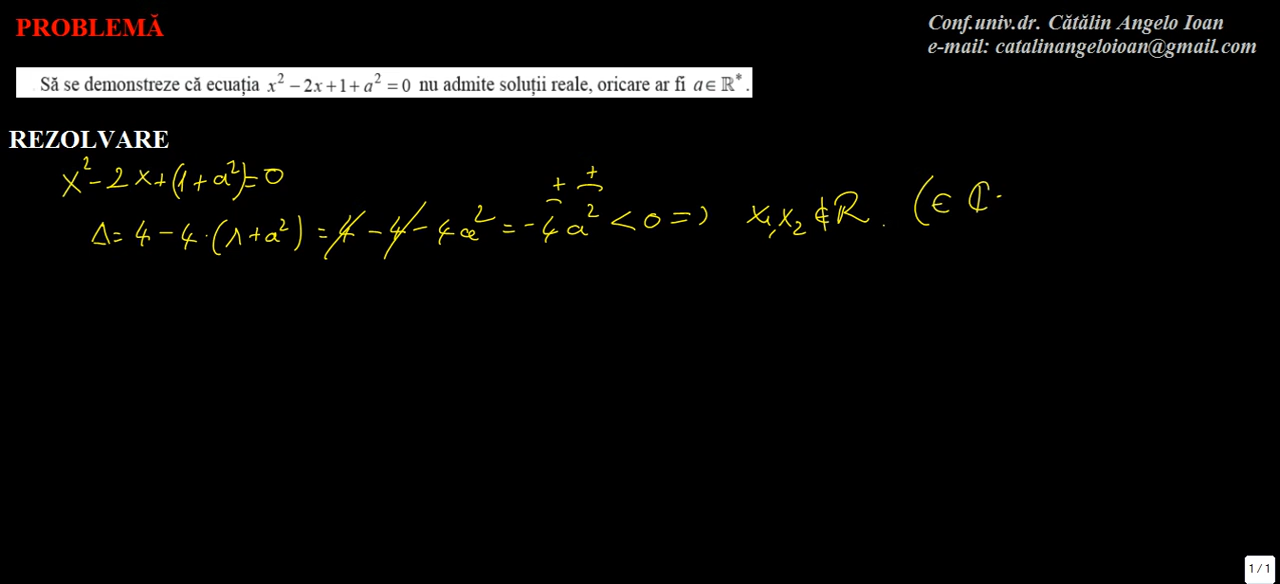 PROBLEMĂ
Conf.univ.dr. Cătălin Angelo Ioan
e-mail: catalinangeloioan@gmail.com
Să se demonstreze că ecuația x² − 2x + 1 + a² = 0 nu admite soluții reale, oricare ar fi a ∈ ℝ*.
REZOLVARE
x² − 2x + (1 + a²) = 0
+ +
Δ = 4 − 4·(1 + a²) = 4 − 4 − 4a² = −4a² < 0 ⇒ x₁, x₂ ∉ ℝ. (∈ ℂ.
1 / 1